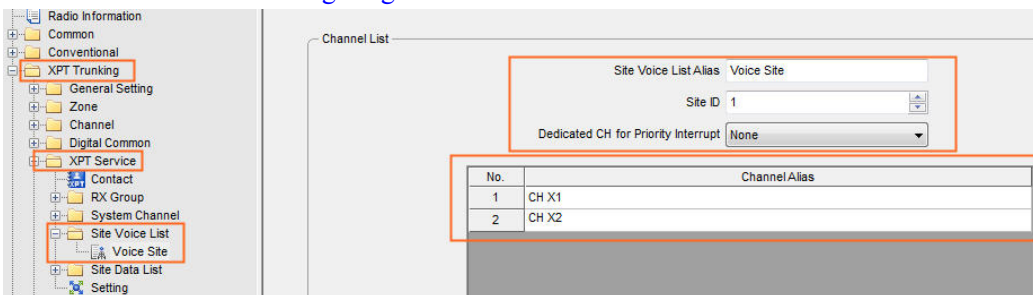 Radio Information
Common
Conventional
XPT Trunking
General Setting
Zone
Channel
Digital Common
XPT Service
Contact
RX Group
System Channel
Site Voice List
Voice Site
Site Data List
Setting
Channel List
Site Voice List Alias Voice Site
Site ID 1
Dedicated CH for Priority Interrupt None
No. Channel Alias
1 CH X1
2 CH X2